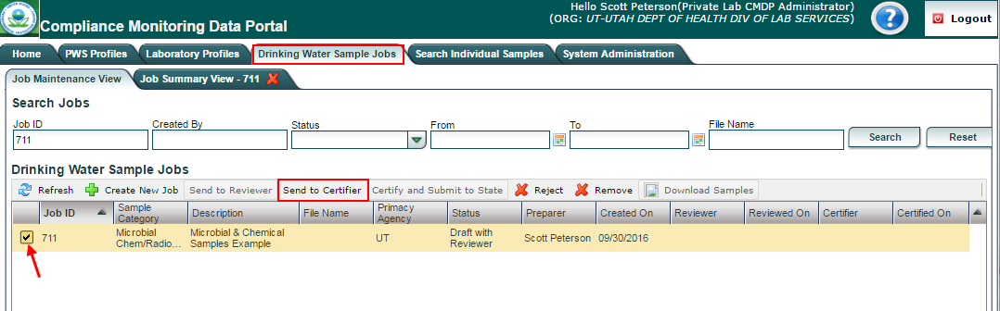 Hello Scott Peterson(Private Lab CMDP Administrator)
(ORG: UT-UTAH DEPT OF HEALTH DIV OF LAB SERVICES)
Compliance Monitoring Data Portal
? Logout
Home PWS Profiles Laboratory Profiles Drinking Water Sample Jobs Search Individual Samples System Administration
Job Maintenance View Job Summary View - 711
Search Jobs
Job ID Created By Status From To File Name
711 Search Reset
Drinking Water Sample Jobs
Refresh Create New Job Send to Reviewer Send to Certifier Certify and Submit to State Reject Remove Download Samples
Job ID Sample Category Description File Name Primacy Agency Status Preparer Created On Reviewer Reviewed On Certifier Certified On
711 Microbial Chem/Radio... Microbial & Chemical Samples Example UT Draft with Reviewer Scott Peterson 09/30/2016